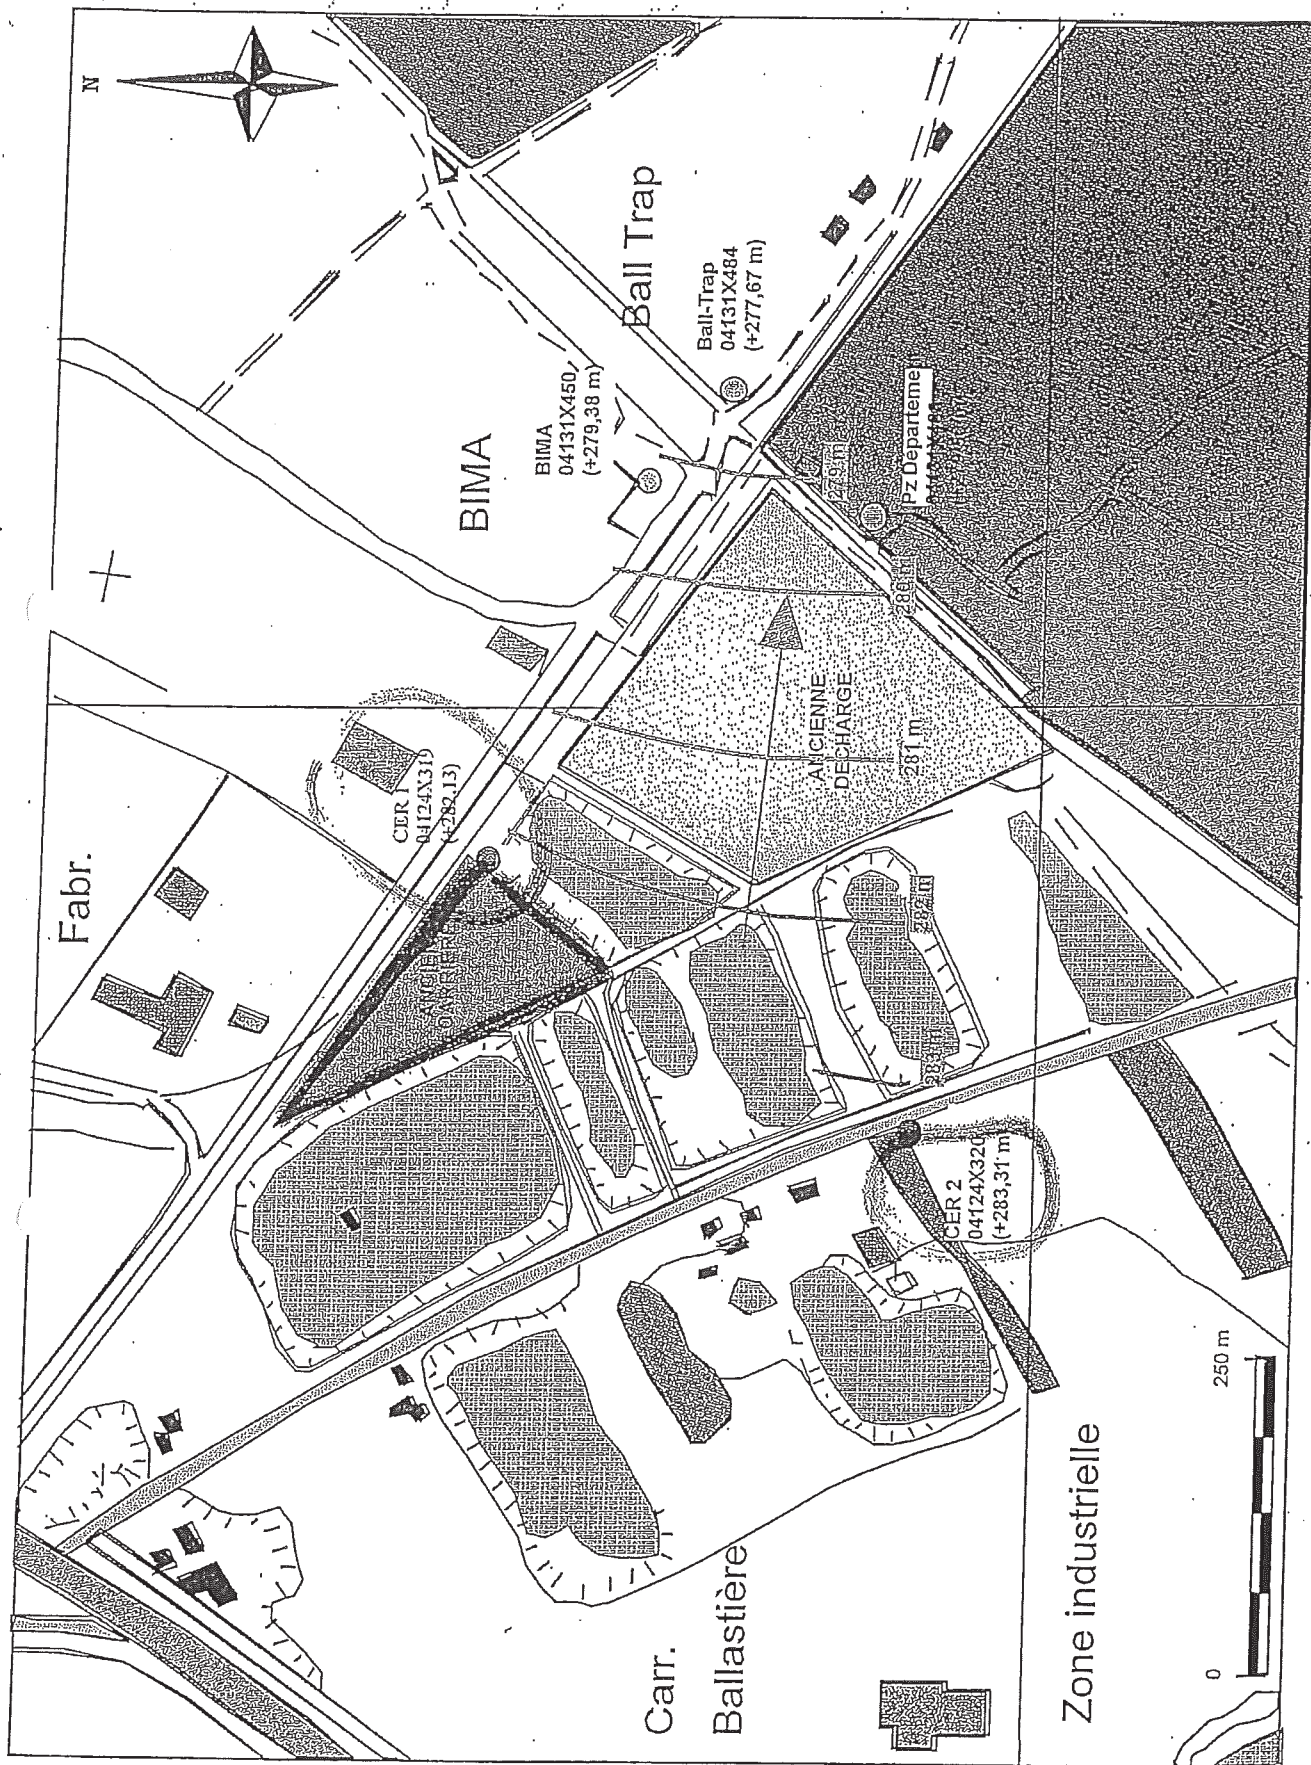 N
Fabr.
BIMA
BIMA
04131X450
(+279,38 m)
Ball Trap
Ball-Trap
04131X484
(+277,67 m)
CER 1
04124X319
(+282,13)
ANCIENNE
DECHARGE
279 m
280 m
281 m
282 m
283 m
Pz Departement
CER 2
04124X320
(+283,31 m)
Carr.
Ballastière
Zone industrielle
0
250 m